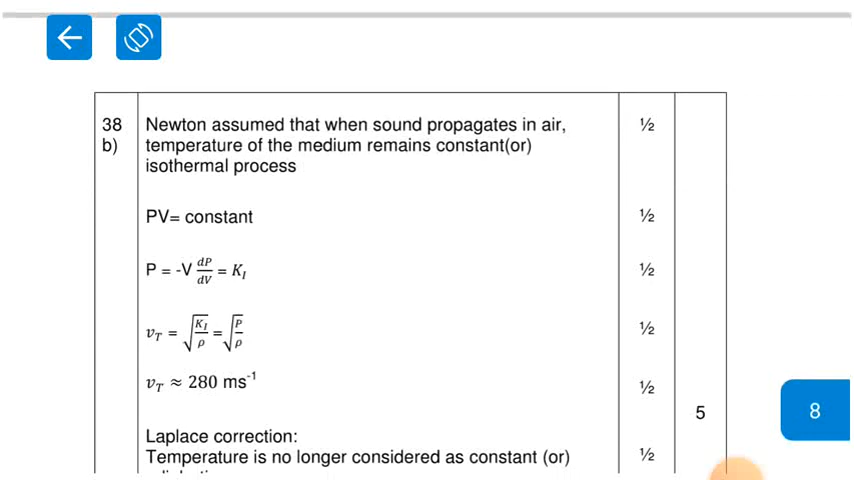 38 Newton assumed that when sound propagates in air, ½
b) temperature of the medium remains constant(or)
isothermal process
PV= constant ½
P = -V dP/dV = K_I ½
v_T = √(K_I/ρ) = √(P/ρ) ½
v_T ≈ 280 ms⁻¹ ½
5
8
Laplace correction:
Temperature is no longer considered as constant (or) ½